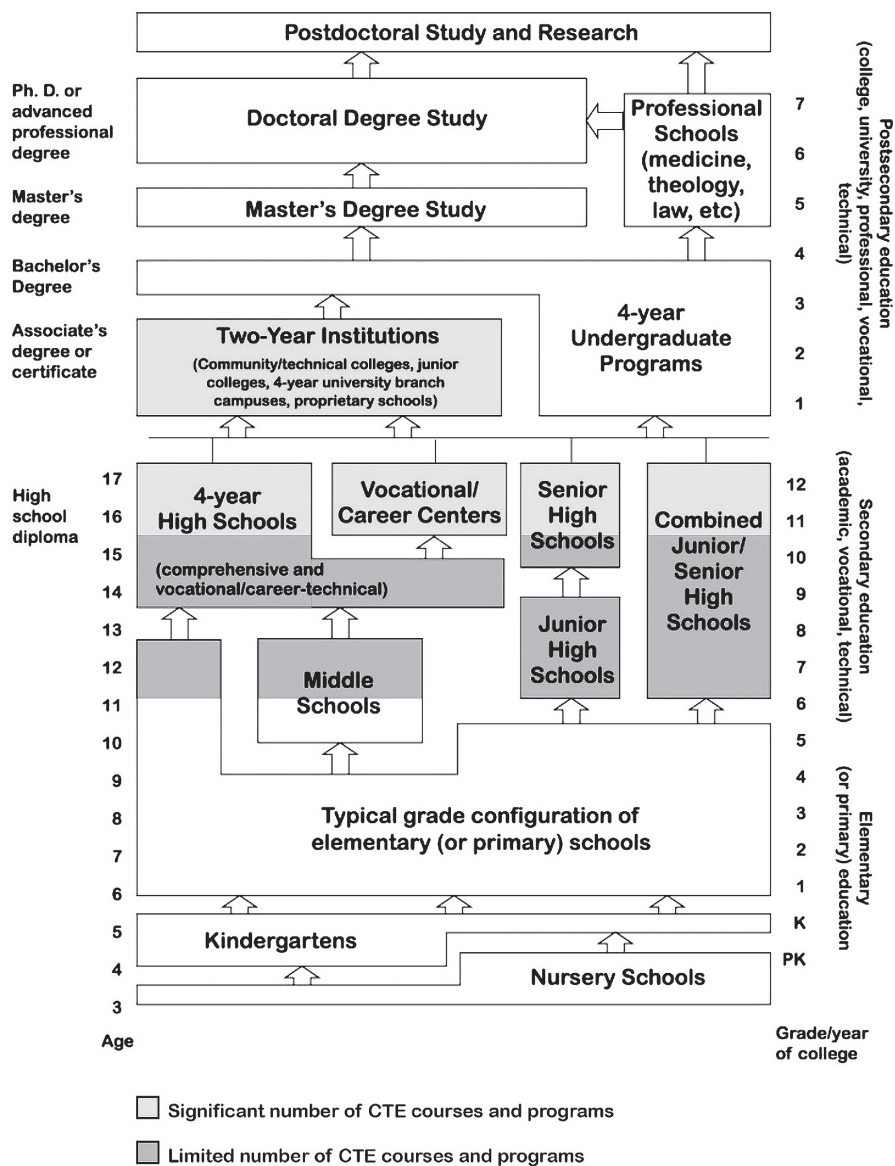 Postdoctoral Study and Research
Ph. D. or
advanced
professional
degree
Doctoral Degree Study
Professional
Schools
(medicine,
theology,
law, etc)
7
6
Master's
degree
Master's Degree Study
5
4
Bachelor's
Degree
3
Associate's
degree or
certificate
Two-Year Institutions
(Community/technical colleges, junior
colleges, 4-year university branch
campuses, proprietary schools)
4-year
Undergraduate
Programs
2
1
Postsecondary education
(college, university, professional, vocational,
technical)
High
school
diploma
17
16
15
14
13
12
11
10
9
8
7
6
5
4
3
Age
4-year
High Schools
(comprehensive and
vocational/career-technical)
Vocational/
Career Centers
Senior
High
Schools
Combined
Junior/
Senior
High
Schools
Junior
High
Schools
Middle
Schools
Typical grade configuration of
elementary (or primary) schools
Kindergartens
Nursery Schools
12
11
10
9
8
7
6
5
4
3
2
1
K
PK
Grade/year
of college
Secondary education
(academic, vocational, technical)
Elementary
(or primary) education
Significant number of CTE courses and programs
Limited number of CTE courses and programs